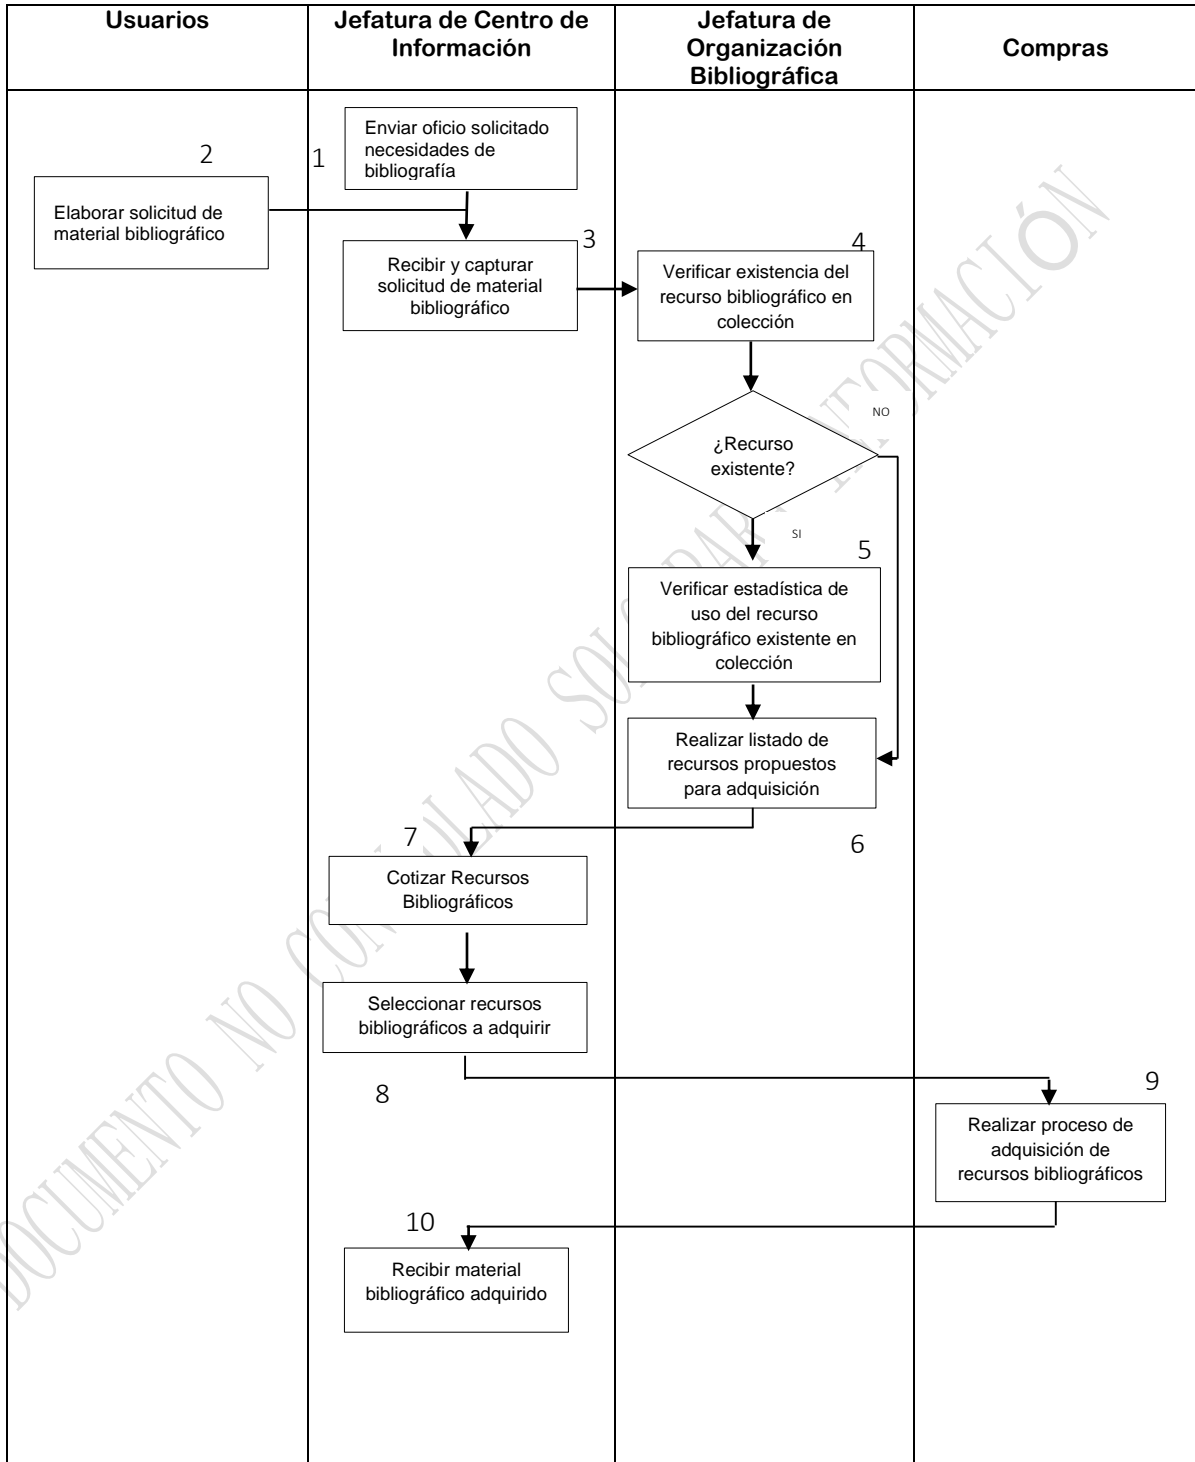 Usuarios
Jefatura de Centro de
Información
Jefatura de
Organización
Bibliográfica
Compras
1
Enviar oficio solicitado
necesidades de
bibliografía
2
Elaborar solicitud de
material bibliográfico
3
Recibir y capturar
solicitud de material
bibliográfico
4
Verificar existencia del
recurso bibliográfico en
colección
¿Recurso
existente?
NO
SI
5
Verificar estadística de
uso del recurso
bibliográfico existente en
colección
Realizar listado de
recursos propuestos
para adquisición
6
7
Cotizar Recursos
Bibliográficos
Seleccionar recursos
bibliográficos a adquirir
8
9
Realizar proceso de
adquisición de
recursos bibliográficos
10
Recibir material
bibliográfico adquirido
DOCUMENTO NO